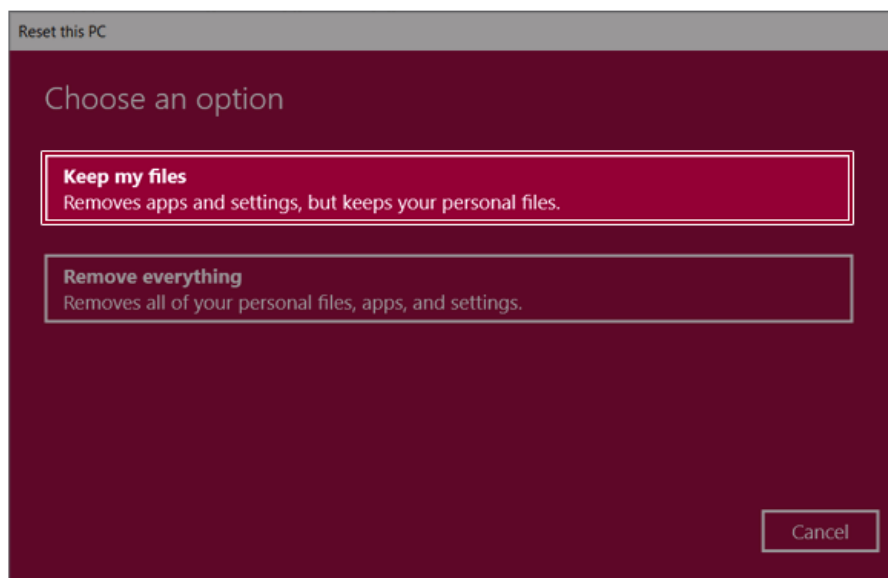 Reset this PC
Choose an option
Keep my files
Removes apps and settings, but keeps your personal files.
Remove everything
Removes all of your personal files, apps, and settings.
Cancel